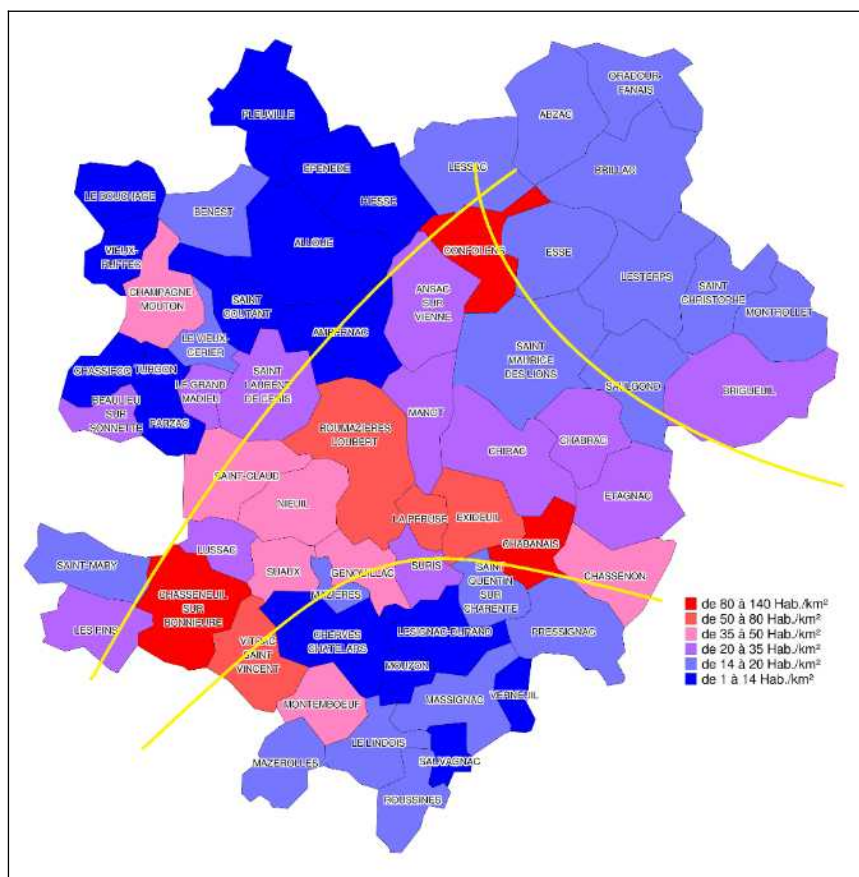 ORADOUR-
FANAIS
ABZAC
PLEUVILLE
LESSAC
EPENEDE
BRILLAC
LE BOUCHAGE
HIESSE
BENEST
ALLOUE
CONFOLENS
ESSE
VIEUX-
RUFFEC
LESTERPS
SAINT
CHRISTOPHE
MONTROLLET
CHAMPAGNE
MOUTON
SAINT
COUTANT
ANSAC
SUR
VIENNE
AMBERNAC
LE VIEUX-
CERIER
SAINT
MAURICE
DES LIONS
CHASSIECQ
TURGON
LE GRAND
MADIEU
SAINT
LAURENT
DE CERIS
SAULGOND
BRIGUEUIL
BEAULIEU
SUR
SONNETTE
PARZAC
MANOT
ROUMAZIERES
LOUBERT
CHIRAC
CHABRAC
SAINT-CLAUD
NIEUIL
ETAGNAC
LA PERUSE
EXIDEUIL
CHABANAIS
LUSSAC
SAINT-MARY
SUAUX
GENOUILLAC
SURIS
SAINT
QUENTIN
SUR
CHARENTE
CHASSENON
CHASSENEUIL
SUR
BONNIEURE
MAZIERES
LES PINS
VITRAC
SAINT
VINCENT
CHERVES
CHATELARS
LESIGNAC-DURAND
PRESSIGNAC
MOUZON
MONTEMBOEUF
MASSIGNAC
VERNEUIL
LE LINDOIS
MAZEROLLES
SAUVAGNAC
ROUSSINES
de 80 à 140 Hab./km²
de 50 à 80 Hab./km²
de 35 à 50 Hab./km²
de 20 à 35 Hab./km²
de 14 à 20 Hab./km²
de 1 à 14 Hab./km²